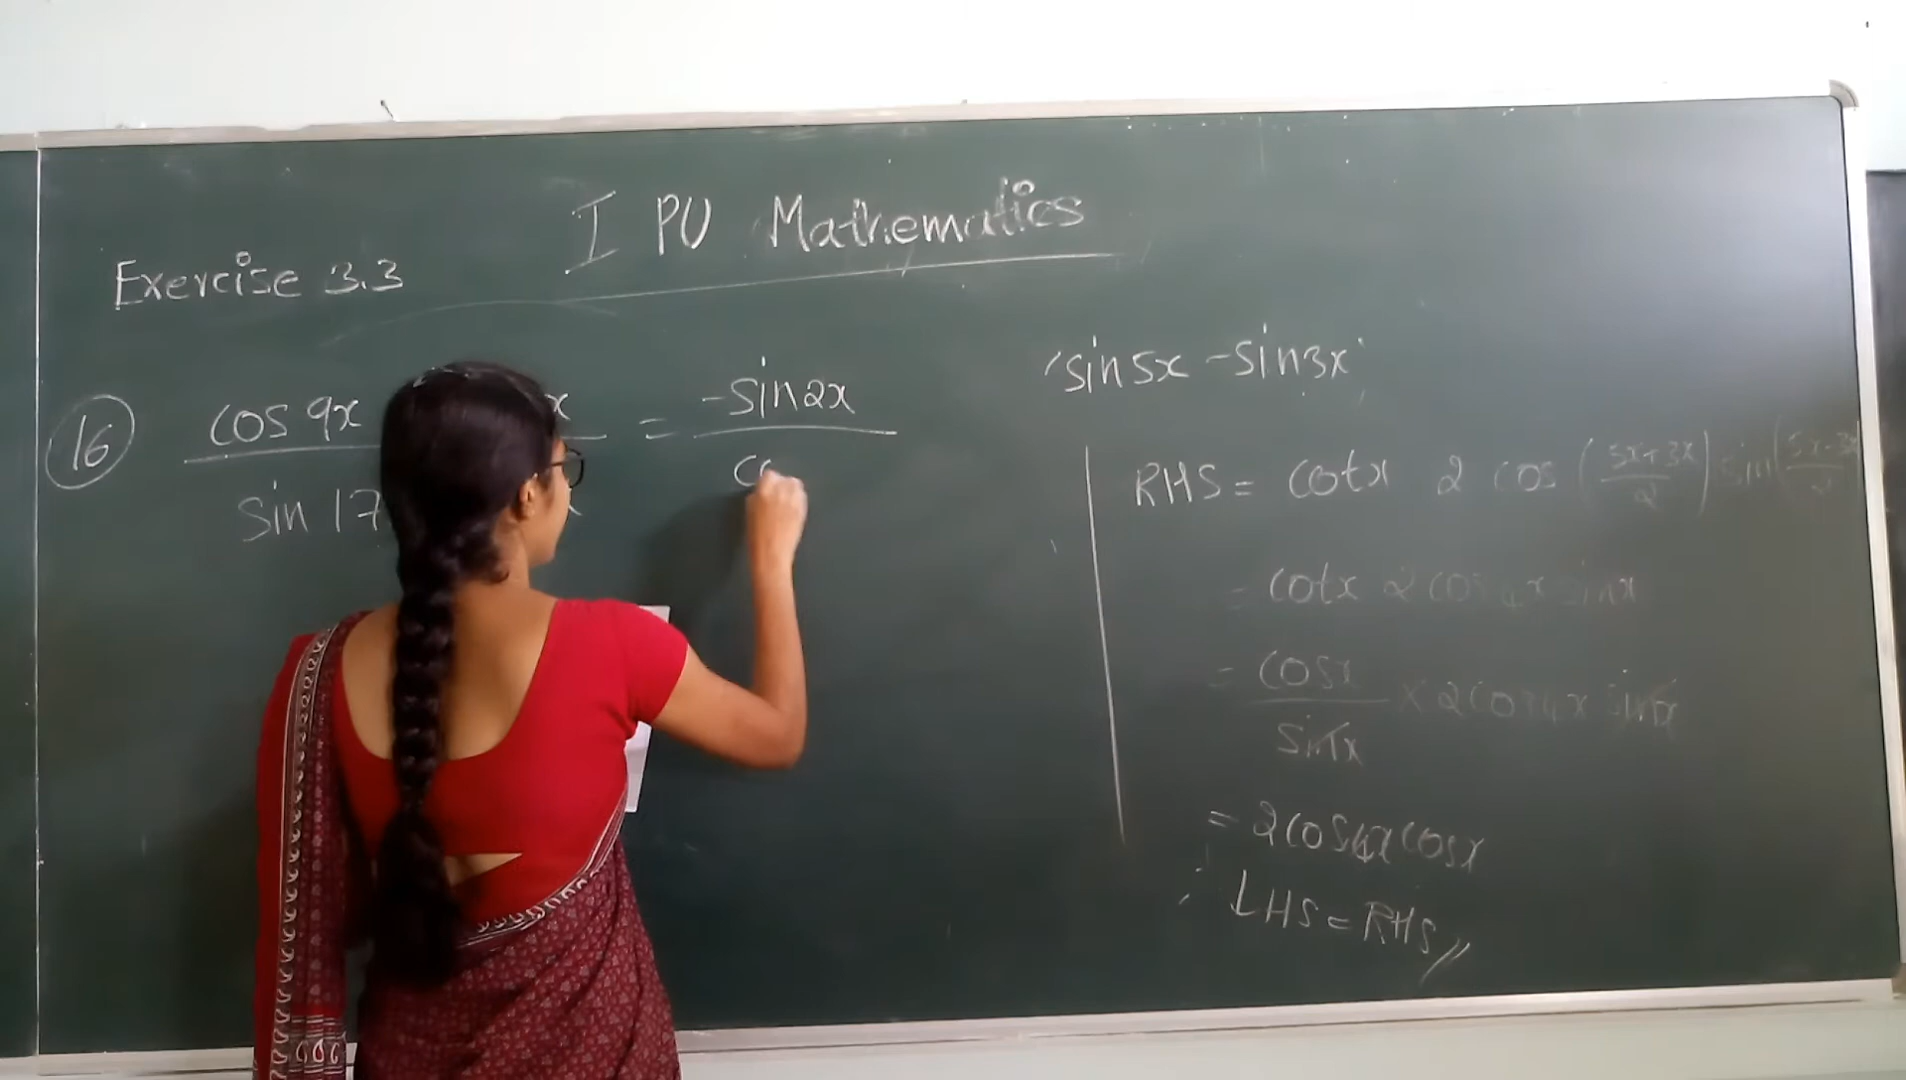 I PU Mathematics
Exercise 3.3
16
cos 9x x = -sin2x
sin 17 co
'sin5x - sin3x'
RHS = cotx 2 cos (5x+3x/2) sin(5x-3x/2
= cotx 2 cos4x sinx
= cosx/sinx × 2cos4x sinx
= 2cos4x cosx
∴ LHS = RHS //